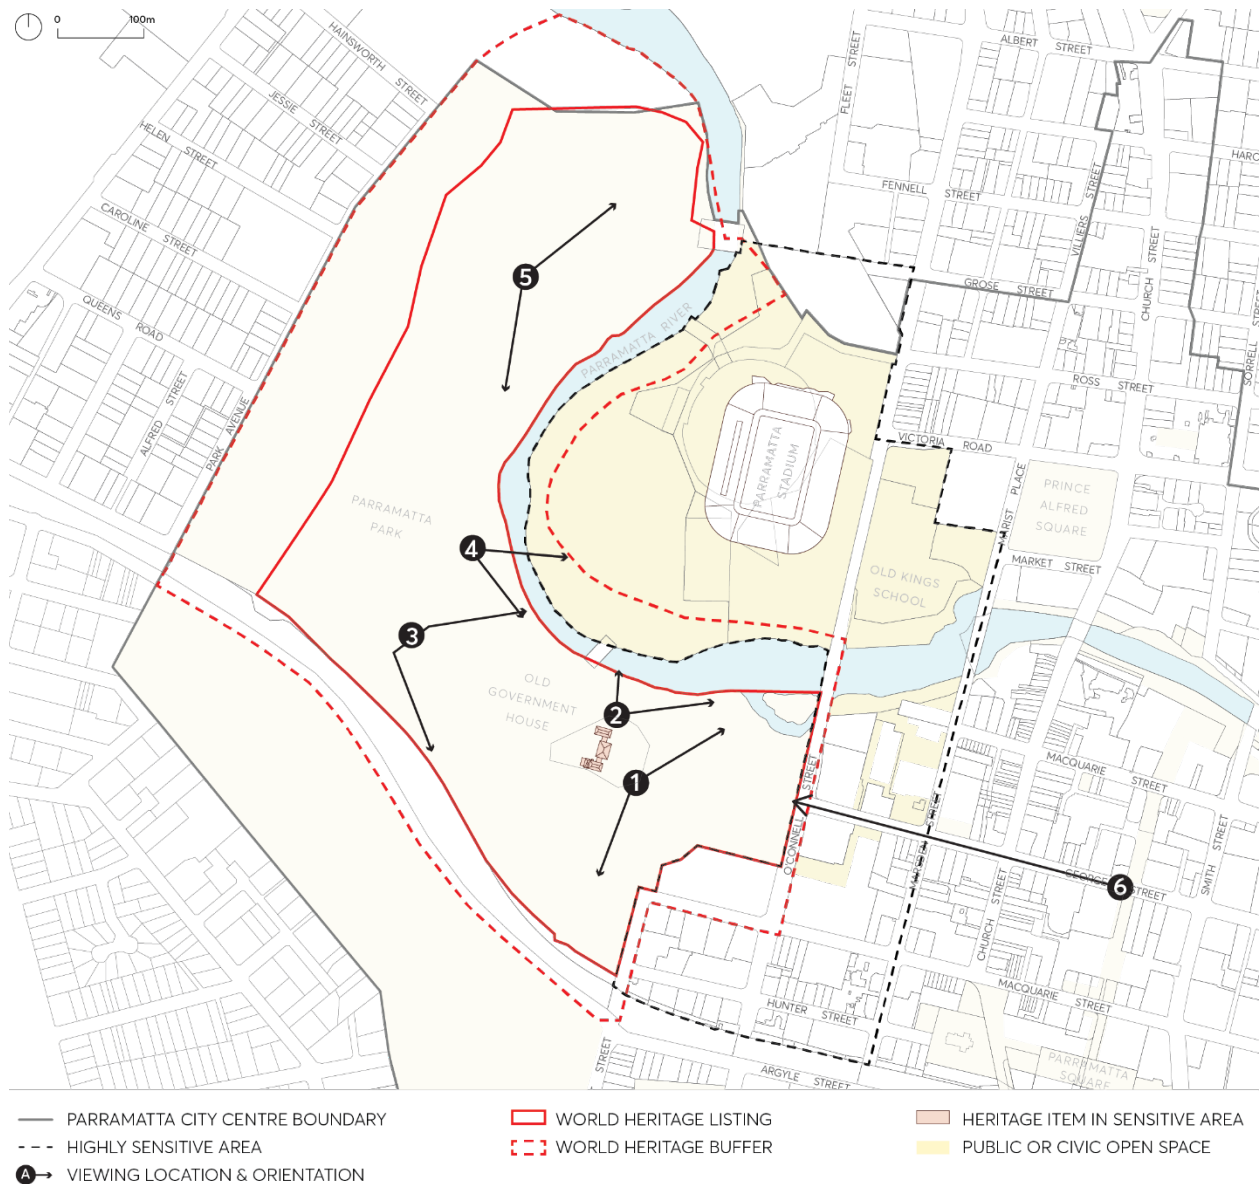 0 100m
HAINSWORTH STREET
JESSIE STREET
HELEN STREET
CAROLINE STREET
QUEENS ROAD
ALFRED STREET
PARK AVENUE
FLEET STREET
ALBERT STREET
FENNELL STREET
VILLIERS STREET
CHURCH STREET
GROSE STREET
SORRELL
ROSS STREET
VICTORIA ROAD
PARRAMATTA RIVER
PARRAMATTA
STADIUM
PRINCE
ALFRED
SQUARE
MARIST PLACE
MARKET STREET
OLD KINGS
SCHOOL
PARRAMATTA
PARK
OLD
GOVERNMENT
HOUSE
5
4
3
2
1
6
MACQUARIE STREET
O'CONNELL STREET
GEORGE STREET
SMITH STREET
CHURCH STREET
MACQUARIE STREET
HUNTER STREET
PARRAMATTA
SQUARE
ARGYLE STREET
STREET
PARRAMATTA CITY CENTRE BOUNDARY
HIGHLY SENSITIVE AREA
A VIEWING LOCATION & ORIENTATION
WORLD HERITAGE LISTING
WORLD HERITAGE BUFFER
HERITAGE ITEM IN SENSITIVE AREA
PUBLIC OR CIVIC OPEN SPACE